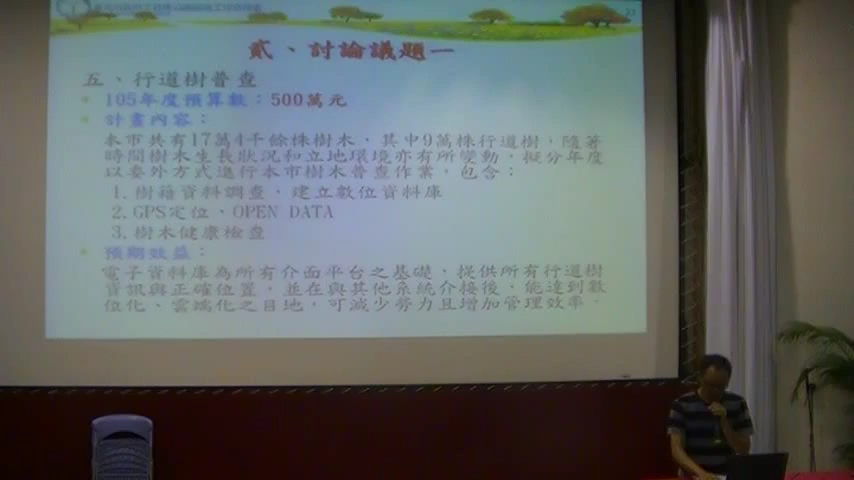 23
貳、討論議題一
五、行道樹普查
105年度預算數：500萬元
計畫內容：
本市共有17萬4千餘株樹木，其中9萬株行道樹，隨著
時間樹木生長狀況和立地環境亦有所變動，擬分年度
以委外方式進行本市樹木普查作業，包含：
1.樹籍資料調查，建立數位資料庫
2.GPS定位、OPEN DATA
3.樹木健康檢查
預期效益：
電子資料庫為所有介面平台之基礎，提供所有行道樹
資訊與正確位置，並在與其他系統介接後，能達到數
位化、雲端化之目地，可減少勞力且增加管理效率。